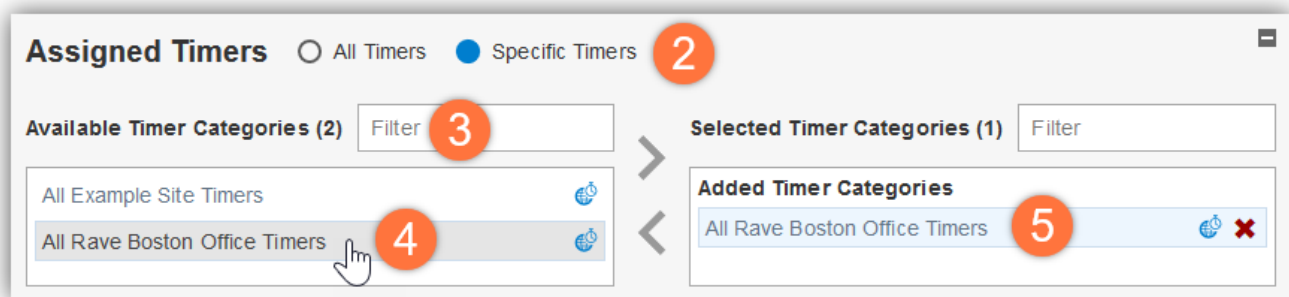 Assigned Timers All Timers Specific Timers 2
Available Timer Categories (2) Filter 3
All Example Site Timers
All Rave Boston Office Timers 4
Selected Timer Categories (1) Filter
Added Timer Categories
All Rave Boston Office Timers 5